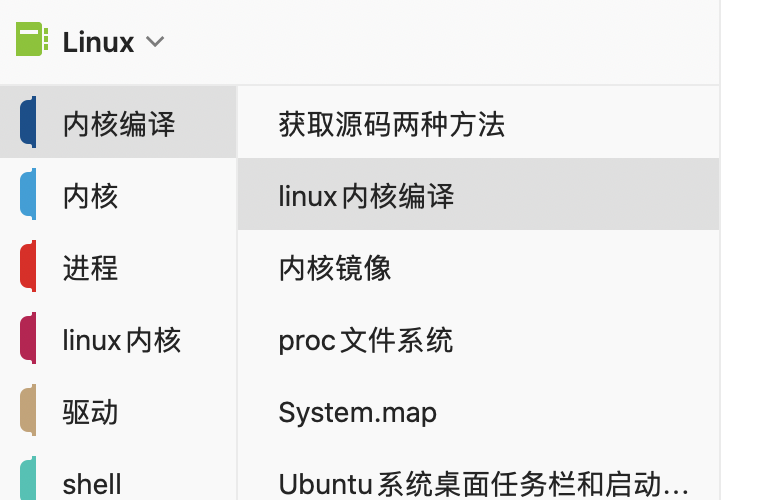 Linux
内核编译
内核
进程
linux内核
驱动
shell
获取源码两种方法
linux内核编译
内核镜像
proc文件系统
System.map
Ubuntu系统桌面任务栏和启动...